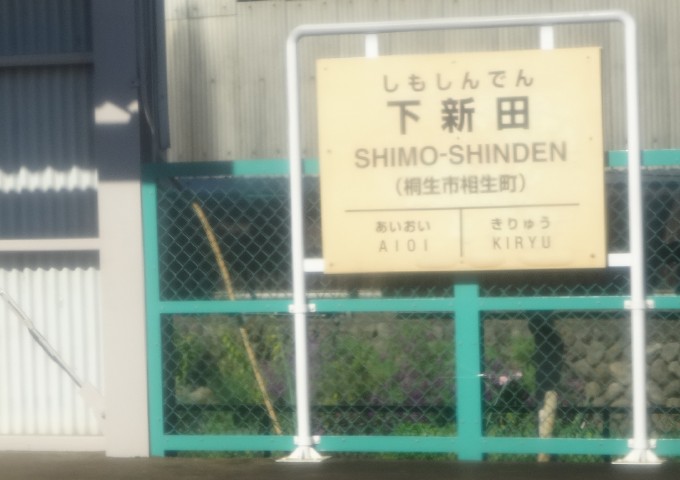 しもしんでん
下新田
SHIMO-SHINDEN
(桐生市相生町)
あいおい きりゅう
AIOI KIRYU